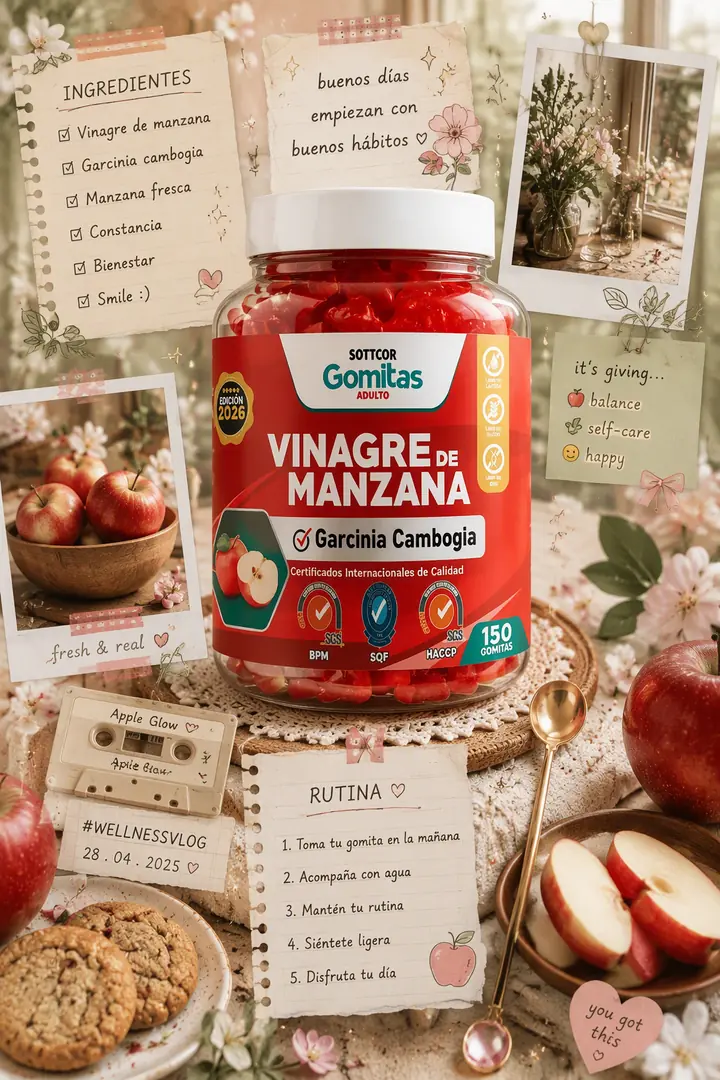 INGREDIENTES
Vinagre de manzana
Garcinia cambogia
Manzana fresca
Constancia
Bienestar
Smile :)
buenos días
empiezan con
buenos hábitos ♡
it's giving...
balance
self-care
happy
SOTTCOR
Gomitas
ADULTO
EDICIÓN
2026
VINAGRE DE
MANZANA
Garcinia Cambogia
Certificados Internacionales de Calidad
SGS
SGS
BPM
SQF
HACCP
150
GOMITAS
fresh & real ♡
Apple Glow ♡
#WELLNESSVLOG
28.04.2025 ♡
RUTINA ♡
1. Toma tu gomita en la mañana
2. Acompaña con agua
3. Mantén tu rutina
4. Siéntete ligera
5. Disfruta tu día
you got
this
♡